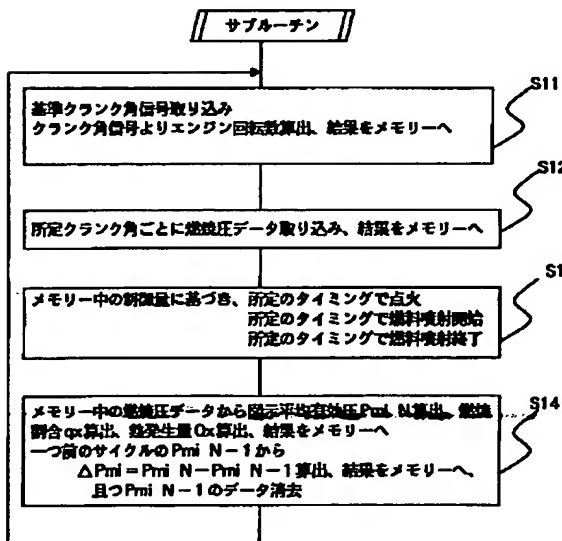 サブルーチン
S11
基準クランク角信号取り込み
クランク角信号よりエンジン回転数算出、結果をメモリーへ
S12
所定クランク角ごとに燃焼圧データ取り込み、結果をメモリーへ
S1
メモリー中の制御量に基づき、所定のタイミングで点火
所定のタイミングで燃料噴射開始
所定のタイミングで燃料噴射終了
S14
メモリー中の燃焼圧データから図示平均有効圧Pmi N算出、燃焼
割合qx算出、熱発生量Qx算出、結果をメモリーへ
一つ前のサイクルのPmi N-1から
△Pmi=Pmi N-Pmi N-1算出、結果をメモリーへ、
且つPmi N-1のデータ消去